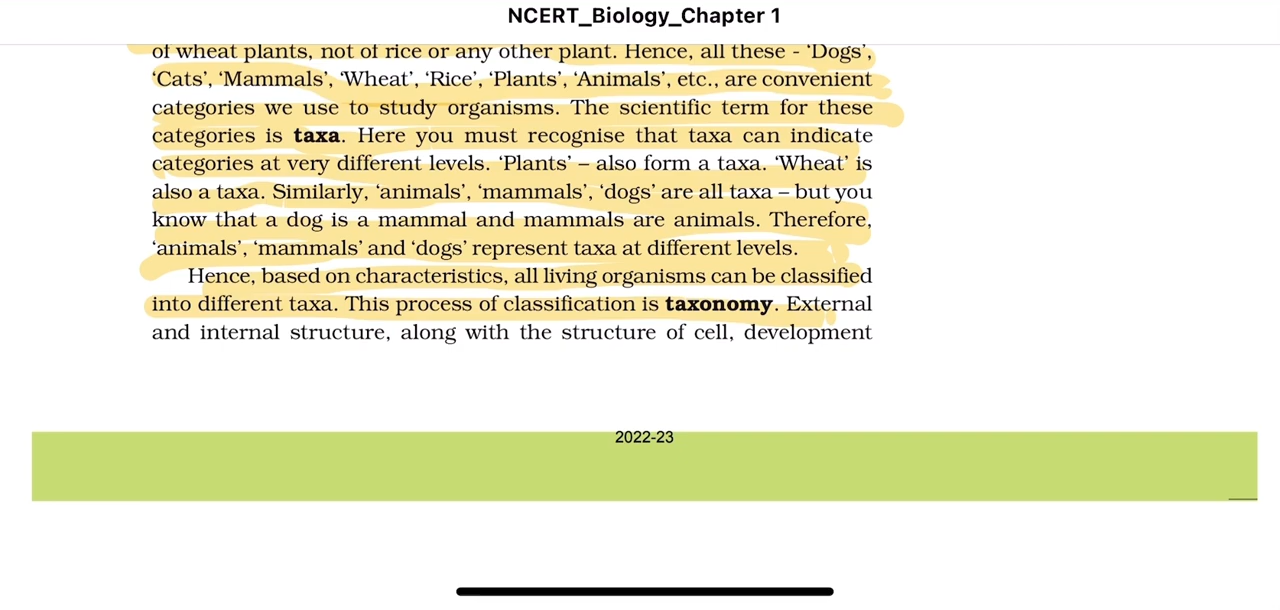 NCERT_Biology_Chapter 1
of wheat plants, not of rice or any other plant. Hence, all these - ‘Dogs’,
‘Cats’, ‘Mammals’, ‘Wheat’, ‘Rice’, ‘Plants’, ‘Animals’, etc., are convenient
categories we use to study organisms. The scientific term for these
categories is taxa. Here you must recognise that taxa can indicate
categories at very different levels. ‘Plants’ – also form a taxa. ‘Wheat’ is
also a taxa. Similarly, ‘animals’, ‘mammals’, ‘dogs’ are all taxa – but you
know that a dog is a mammal and mammals are animals. Therefore,
‘animals’, ‘mammals’ and ‘dogs’ represent taxa at different levels.
Hence, based on characteristics, all living organisms can be classified
into different taxa. This process of classification is taxonomy. External
and internal structure, along with the structure of cell, development
2022-23